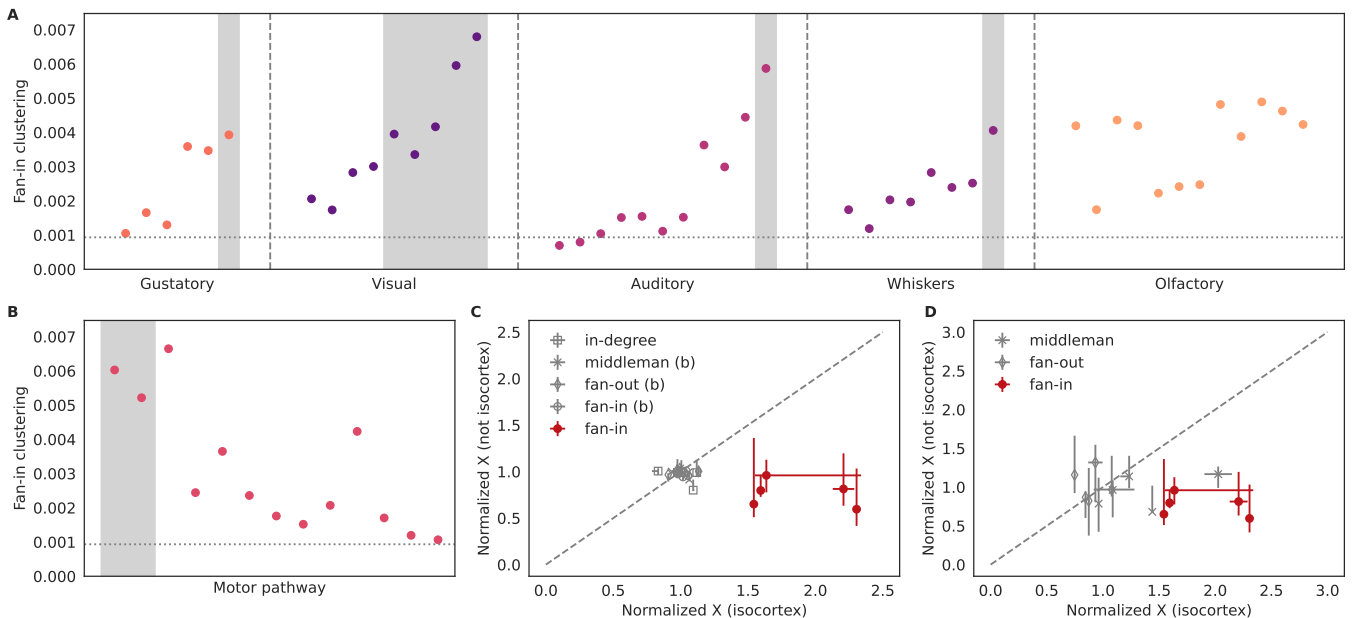 A
Fan-in clustering
0.007
0.006
0.005
0.004
0.003
0.002
0.001
0.000
Gustatory Visual Auditory Whiskers Olfactory
B
Fan-in clustering
0.007
0.006
0.005
0.004
0.003
0.002
0.001
0.000
Motor pathway
C
Normalized X (not isocortex)
2.5
2.0
1.5
1.0
0.5
0.0
in-degree
middleman (b)
fan-out (b)
fan-in (b)
fan-in
0.0 0.5 1.0 1.5 2.0 2.5
Normalized X (isocortex)
D
Normalized X (not isocortex)
3.0
2.5
2.0
1.5
1.0
0.5
0.0
middleman
fan-out
fan-in
0.0 0.5 1.0 1.5 2.0 2.5 3.0
Normalized X (isocortex)